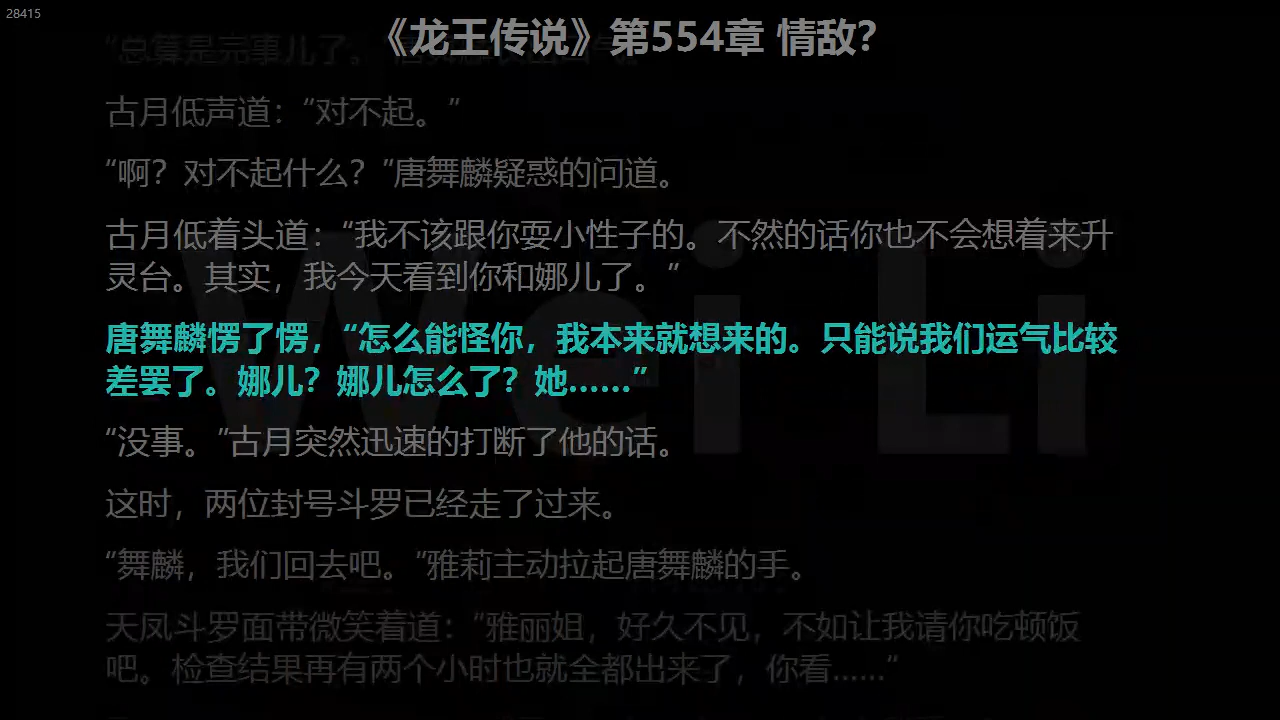 28415
《龙王传说》第554章 情敌?
“总算是完事儿了。”
古月低声道：“对不起。”
“啊？对不起什么？”唐舞麟疑惑的问道。
古月低着头道：“我不该跟你耍小性子的。不然的话你也不会想着来升
灵台。其实，我今天看到你和娜儿了。”
唐舞麟愣了愣，“怎么能怪你，我本来就想来的。只能说我们运气比较
差罢了。娜儿？娜儿怎么了？她……”
“没事。”古月突然迅速的打断了他的话。
这时，两位封号斗罗已经走了过来。
“舞麟，我们回去吧。”雅莉主动拉起唐舞麟的手。
天凤斗罗面带微笑着道：“雅丽姐，好久不见，不如让我请你吃顿饭
吧。检查结果再有两个小时也就全都出来了，你看……”
Wei Li